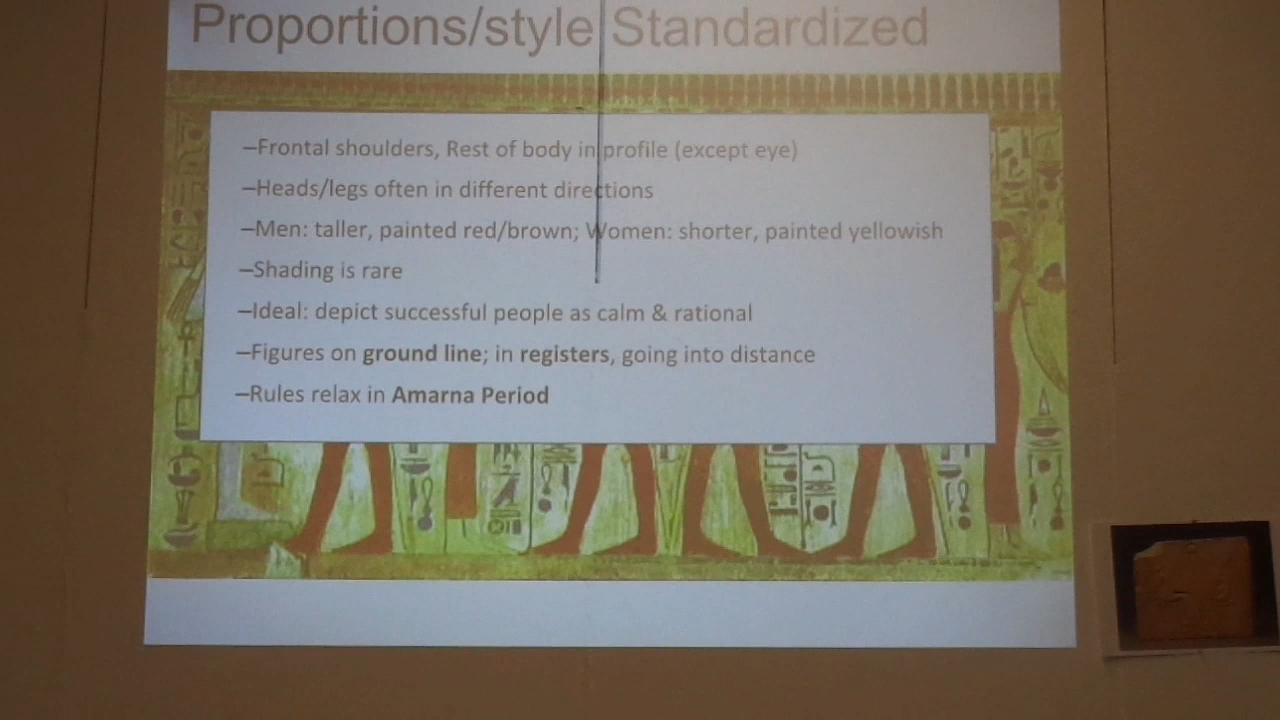 Proportions/style Standardized
–Frontal shoulders, Rest of body in profile (except eye)
–Heads/legs often in different directions
–Men: taller, painted red/brown; Women: shorter, painted yellowish
–Shading is rare
–Ideal: depict successful people as calm & rational
–Figures on ground line; in registers, going into distance
–Rules relax in Amarna Period